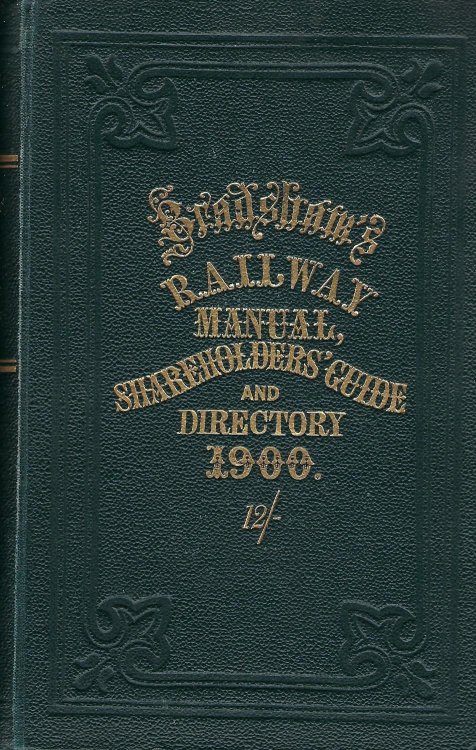 Bradshaw's
RAILWAY
MANUAL,
SHAREHOLDERS' GUIDE
AND
DIRECTORY
1900.
12/-